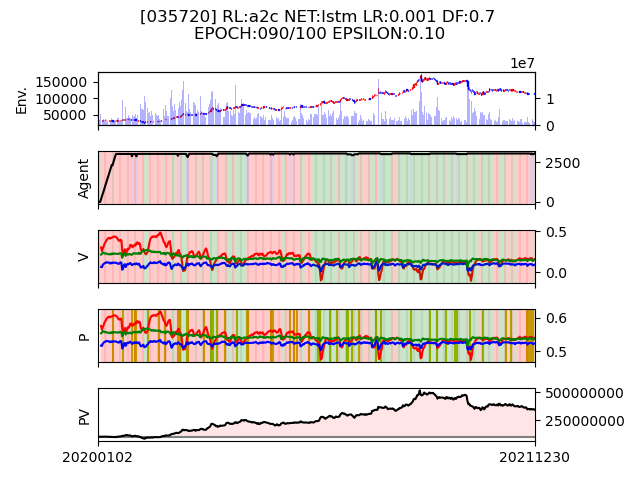 [035720] RL:a2c NET:lstm LR:0.001 DF:0.7
EPOCH:090/100 EPSILON:0.10
1e7
Env.
150000
100000
50000
1
0
Agent
2500
0
V
0.5
0.0
P
0.6
0.5
PV
500000000
250000000
20200102
20211230